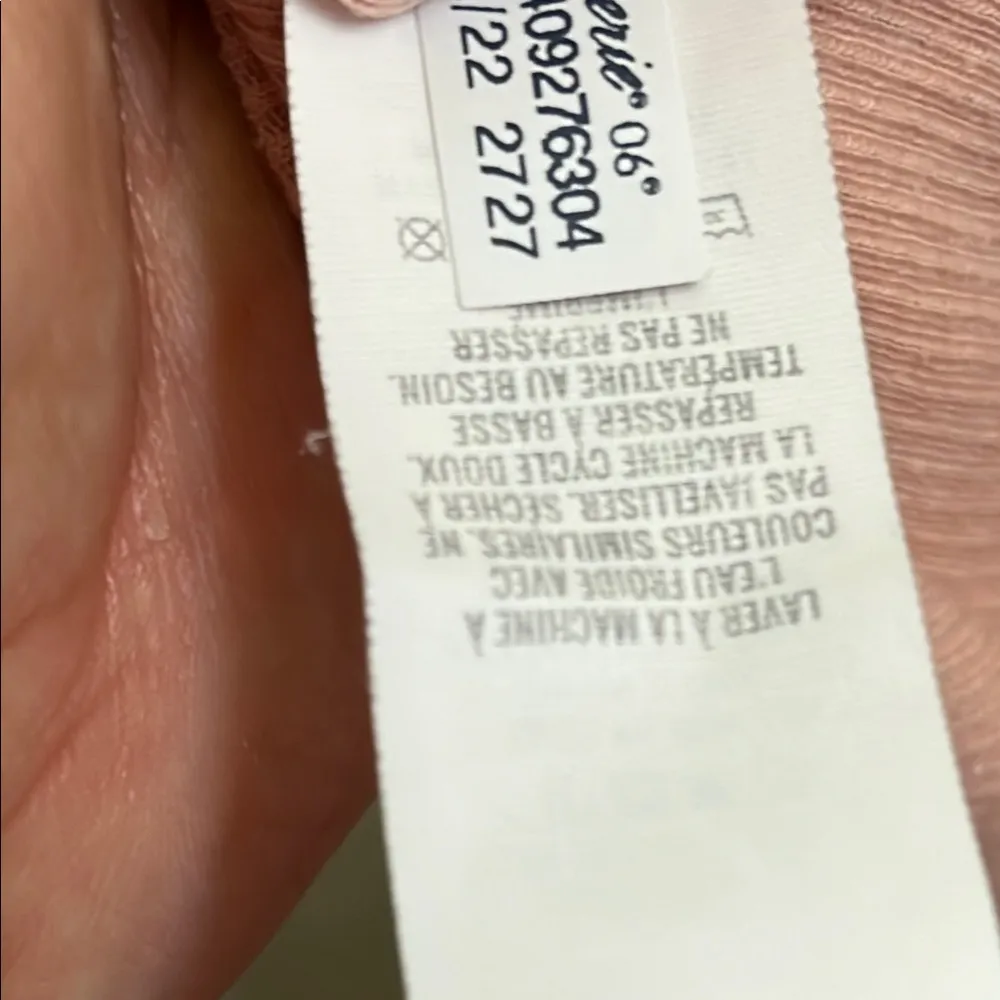 erie® 06®
409276304
/22 2727
LAVER À LA MACHINE À
L'EAU FROIDE AVEC
COULEURS SIMILAIRES. NE
PAS JAVELLISER. SÉCHER À
LA MACHINE CYCLE DOUX.
REPASSER À BASSE
TEMPÉRATURE AU BESOIN.
NE PAS REPASSER